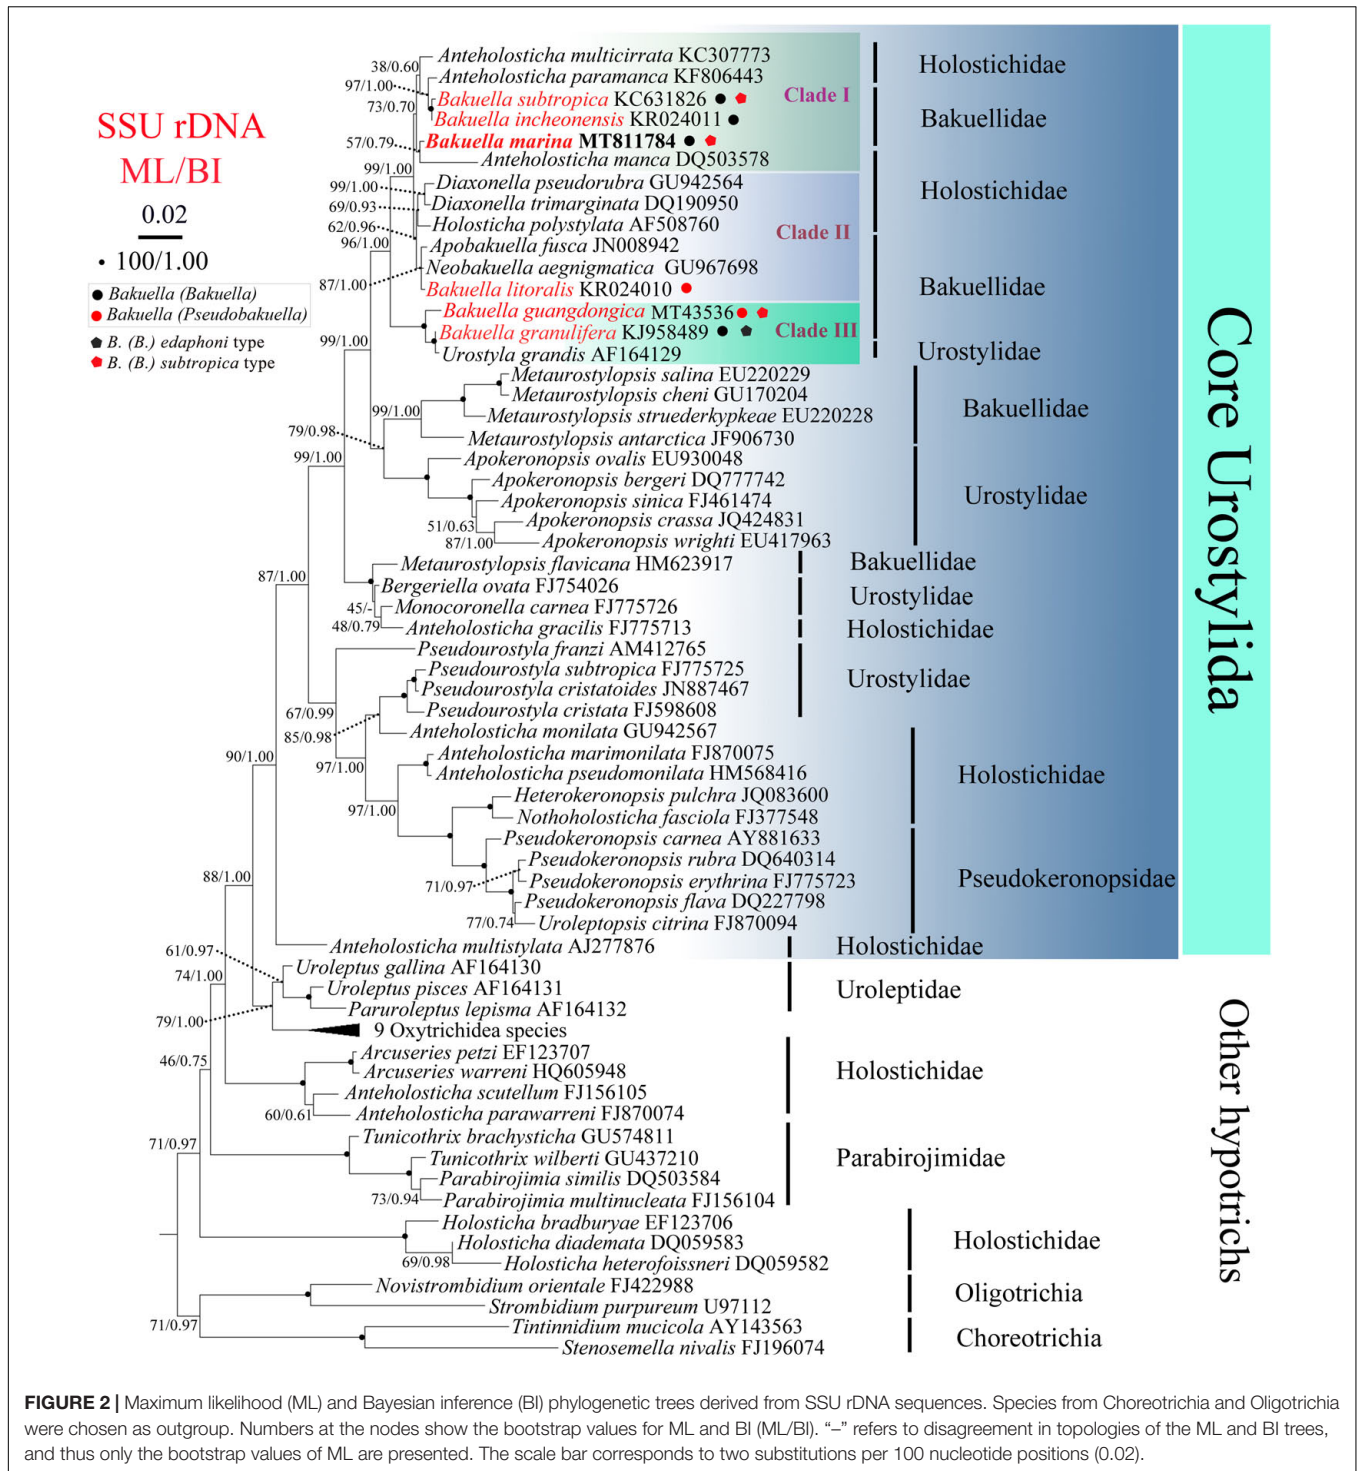 SSU rDNA
ML/BI
0.02
• 100/1.00
Bakuella (Bakuella)
Bakuella (Pseudobakuella)
B. (B.) edaphoni type
B. (B.) subtropica type
Anteholosticha multicirrata KC307773
Anteholosticha paramanca KF806443
Bakuella subtropica KC631826
Bakuella incheonensis KR024011
Bakuella marina MT811784
Anteholosticha manca DQ503578
Diaxonella pseudorubra GU942564
Diaxonella trimarginata DQ190950
Holosticha polystylata AF508760
Apobakuella fusca JN008942
Neobakuella aegnigmatica GU967698
Bakuella litoralis KR024010
Bakuella guangdongica MT43536
Bakuella granulifera KJ958489
Urostyla grandis AF164129
Metaurostylopsis salina EU220229
Metaurostylopsis cheni GU170204
Metaurostylopsis struederkypkeae EU220228
Metaurostylopsis antarctica JF906730
Apokeronopsis ovalis EU930048
Apokeronopsis bergeri DQ777742
Apokeronopsis sinica FJ461474
Apokeronopsis crassa JQ424831
Apokeronopsis wrighti EU417963
Metaurostylopsis flavicana HM623917
Bergeriella ovata FJ754026
Monocoronella carnea FJ775726
Anteholosticha gracilis FJ775713
Pseudourostyla franzi AM412765
Pseudourostyla subtropica FJ775725
Pseudourostyla cristatoides JN887467
Pseudourostyla cristata FJ598608
Anteholosticha monilata GU942567
Anteholosticha marimonilata FJ870075
Anteholosticha pseudomonilata HM568416
Heterokeronopsis pulchra JQ083600
Nothoholosticha fasciola FJ377548
Pseudokeronopsis carnea AY881633
Pseudokeronopsis rubra DQ640314
Pseudokeronopsis erythrina FJ775723
Pseudokeronopsis flava DQ227798
Uroleptopsis citrina FJ870094
Anteholosticha multistylata AJ277876
Uroleptus gallina AF164130
Uroleptus pisces AF164131
Paruroleptus lepisma AF164132
9 Oxytrichidea species
Arcuseries petzi EF123707
Arcuseries warreni HQ605948
Anteholosticha scutellum FJ156105
Anteholosticha parawarreni FJ870074
Tunicothrix brachysticha GU574811
Tunicothrix wilberti GU437210
Parabirojimia similis DQ503584
Parabirojimia multinucleata FJ156104
Holosticha bradburyae EF123706
Holosticha diademata DQ059583
Holosticha heterofoissneri DQ059582
Novistrombidium orientale FJ422988
Strombidium purpureum U97112
Tintinnidium mucicola AY143563
Stenosemella nivalis FJ196074
38/0.60
97/1.00
73/0.70
57/0.79
99/1.00
99/1.00
69/0.93
62/0.96
96/1.00
87/1.00
99/1.00
99/1.00
79/0.98
99/1.00
51/0.63
87/1.00
87/1.00
45/-
48/0.79
67/0.99
85/0.98
90/1.00
97/1.00
97/1.00
88/1.00
71/0.97
77/0.74
61/0.97
74/1.00
79/1.00
46/0.75
60/0.61
71/0.97
73/0.94
69/0.98
71/0.97
Clade I
Clade II
Clade III
Holostichidae
Bakuellidae
Holostichidae
Bakuellidae
Urostylidae
Bakuellidae
Urostylidae
Bakuellidae
Urostylidae
Holostichidae
Urostylidae
Holostichidae
Pseudokeronopsidae
Holostichidae
Uroleptidae
Holostichidae
Parabirojimidae
Holostichidae
Oligotrichia
Choreotrichia
Core Urostylida
Other hypotrichs
FIGURE 2 | Maximum likelihood (ML) and Bayesian inference (BI) phylogenetic trees derived from SSU rDNA sequences. Species from Choreotrichia and Oligotrichia
were chosen as outgroup. Numbers at the nodes show the bootstrap values for ML and BI (ML/BI). “–” refers to disagreement in topologies of the ML and BI trees,
and thus only the bootstrap values of ML are presented. The scale bar corresponds to two substitutions per 100 nucleotide positions (0.02).